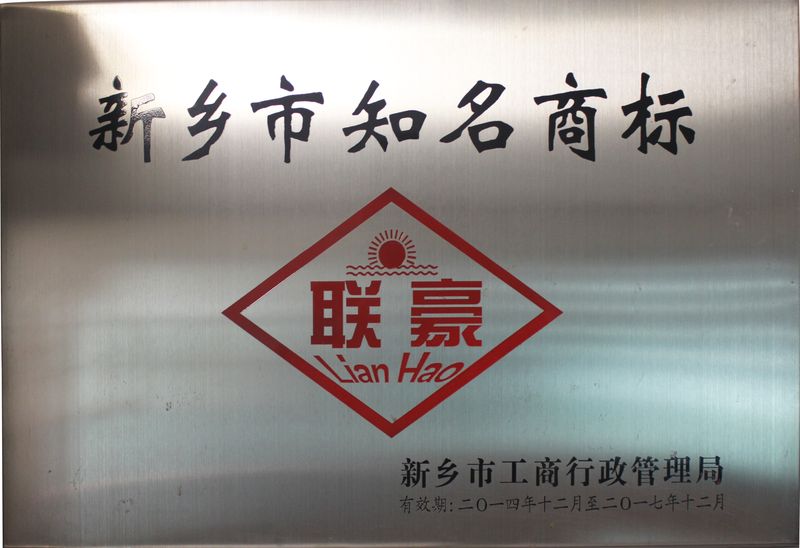 新乡市知名商标
联豪
Lian Hao
新乡市工商行政管理局
有效期:二〇一四年十二月至二〇一七年十二月